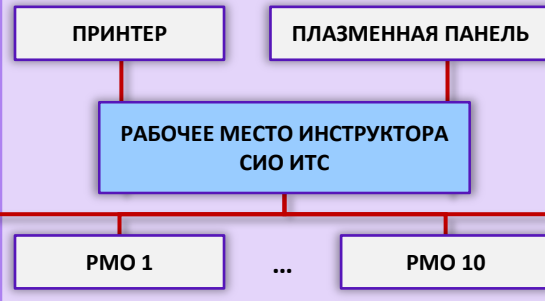 ПРИНТЕР
ПЛАЗМЕННАЯ ПАНЕЛЬ
РАБОЧЕЕ МЕСТО ИНСТРУКТОРА
СИО ИТС
РМО 1
...
РМО 10